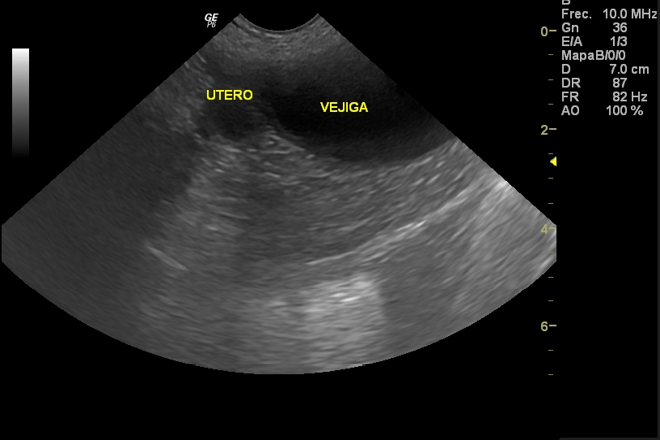 GE
P6
UTERO
VEJIGA
B
Frec. 10.0 MHz
Gn 36
E/A 1/3
MapaB/0/0
D 7.0 cm
DR 87
FR 82 Hz
AO 100 %
0
2
4
6